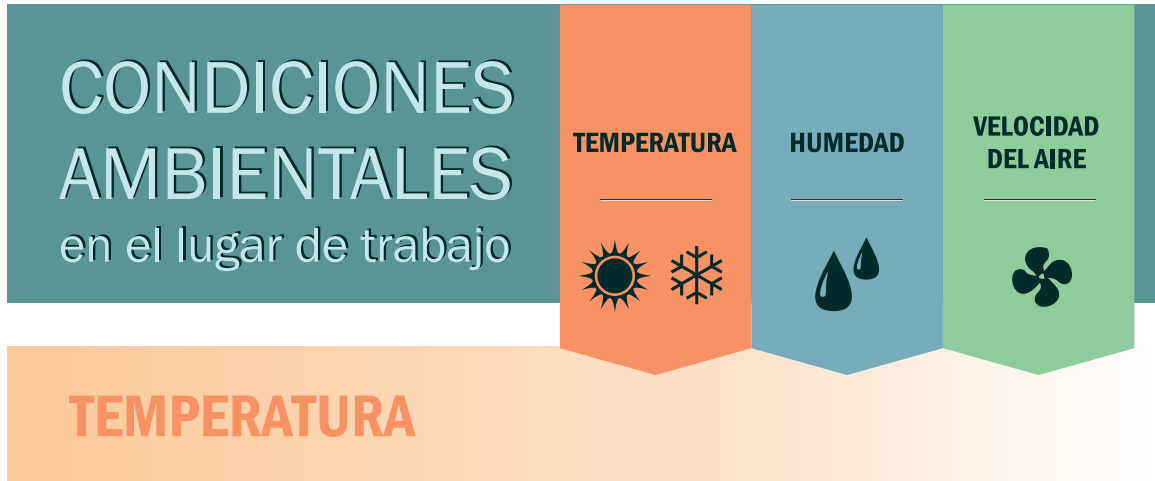 CONDICIONES
AMBIENTALES
en el lugar de trabajo
TEMPERATURA
HUMEDAD
VELOCIDAD
DEL AIRE
TEMPERATURA